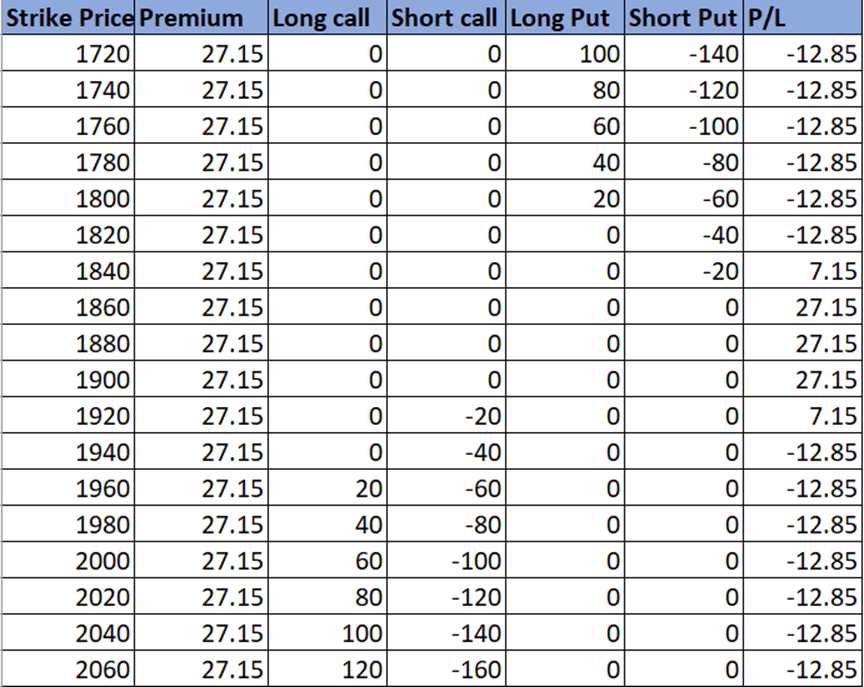 Strike Price Premium Long call Short call Long Put Short Put P/L
1720 27.15 0 0 100 -140 -12.85
1740 27.15 0 0 80 -120 -12.85
1760 27.15 0 0 60 -100 -12.85
1780 27.15 0 0 40 -80 -12.85
1800 27.15 0 0 20 -60 -12.85
1820 27.15 0 0 0 -40 -12.85
1840 27.15 0 0 0 -20 7.15
1860 27.15 0 0 0 0 27.15
1880 27.15 0 0 0 0 27.15
1900 27.15 0 0 0 0 27.15
1920 27.15 0 -20 0 0 7.15
1940 27.15 0 -40 0 0 -12.85
1960 27.15 20 -60 0 0 -12.85
1980 27.15 40 -80 0 0 -12.85
2000 27.15 60 -100 0 0 -12.85
2020 27.15 80 -120 0 0 -12.85
2040 27.15 100 -140 0 0 -12.85
2060 27.15 120 -160 0 0 -12.85